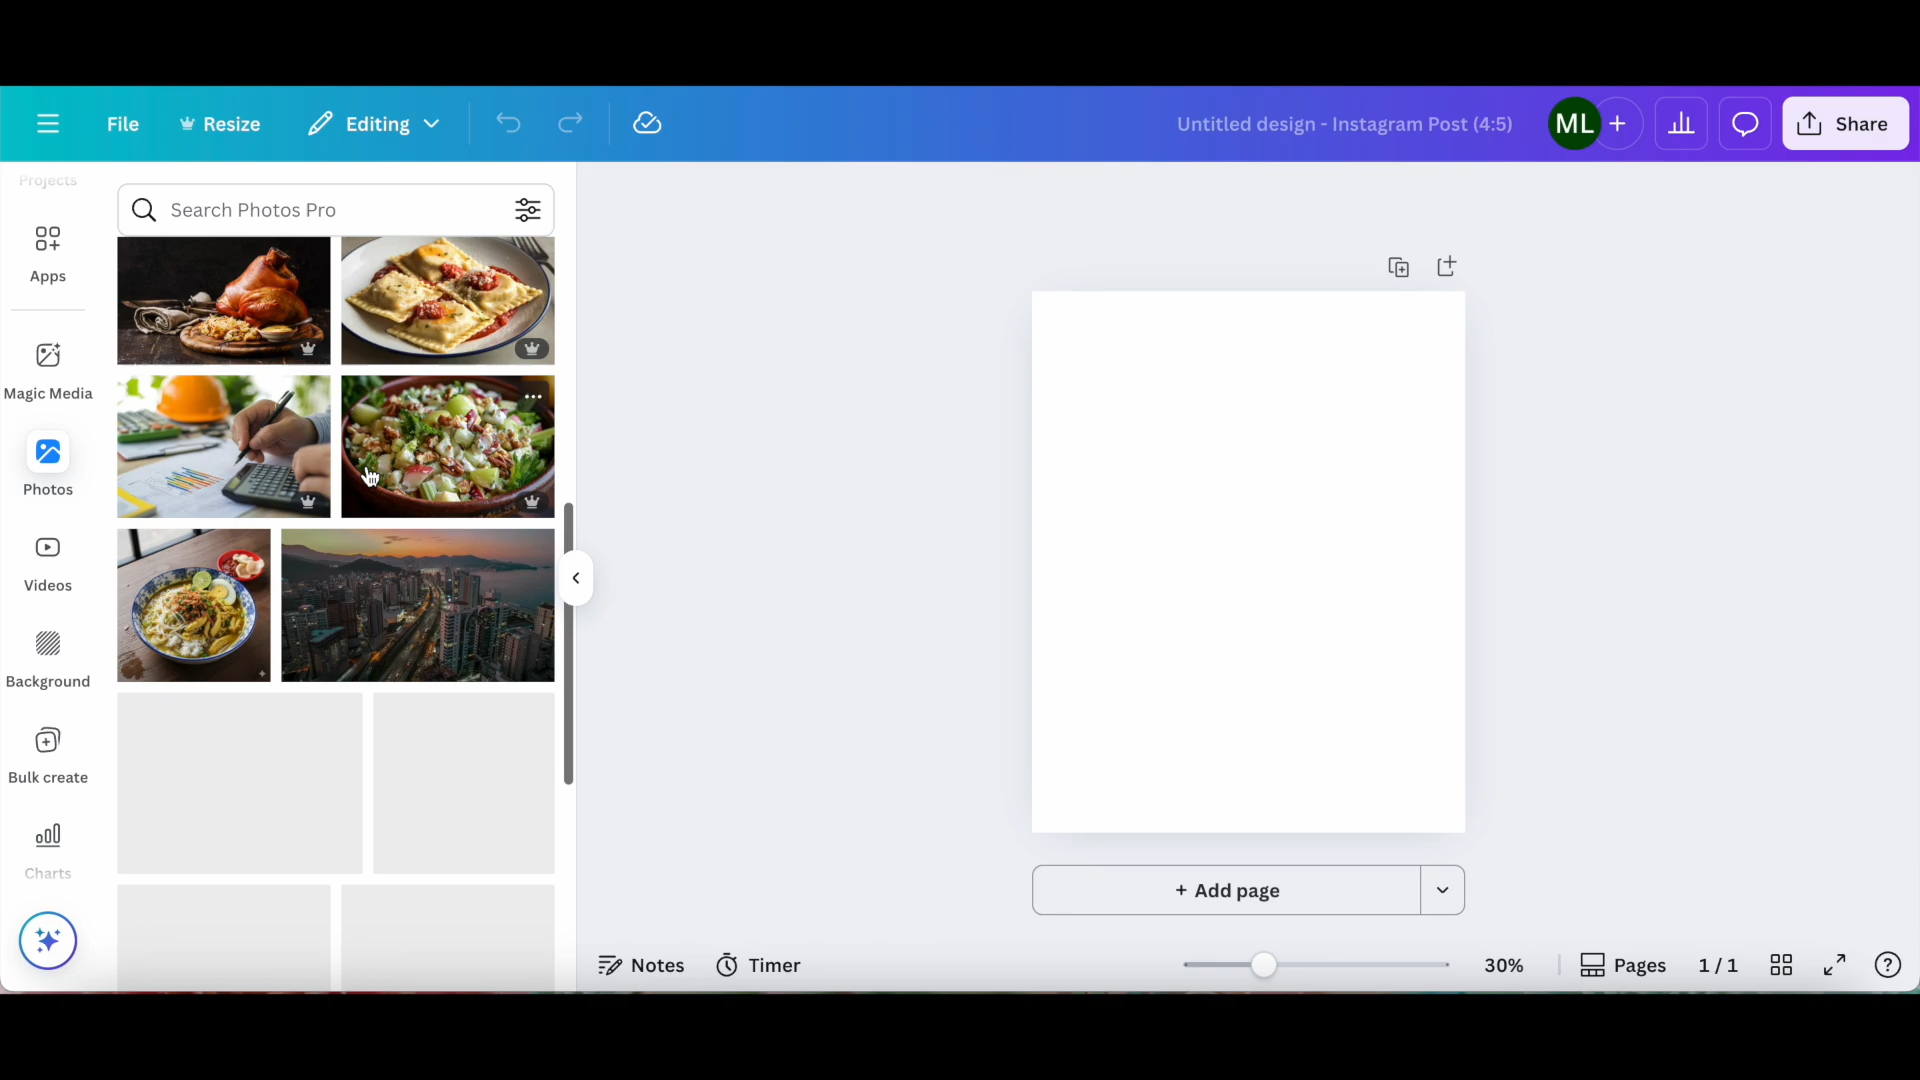 File
Resize
Editing
Untitled design - Instagram Post (4:5)
ML
+
Share
Projects
Search Photos Pro
Apps
Magic Media
Photos
Videos
Background
Bulk create
Charts
+ Add page
Notes
Timer
30%
Pages
1 / 1
?